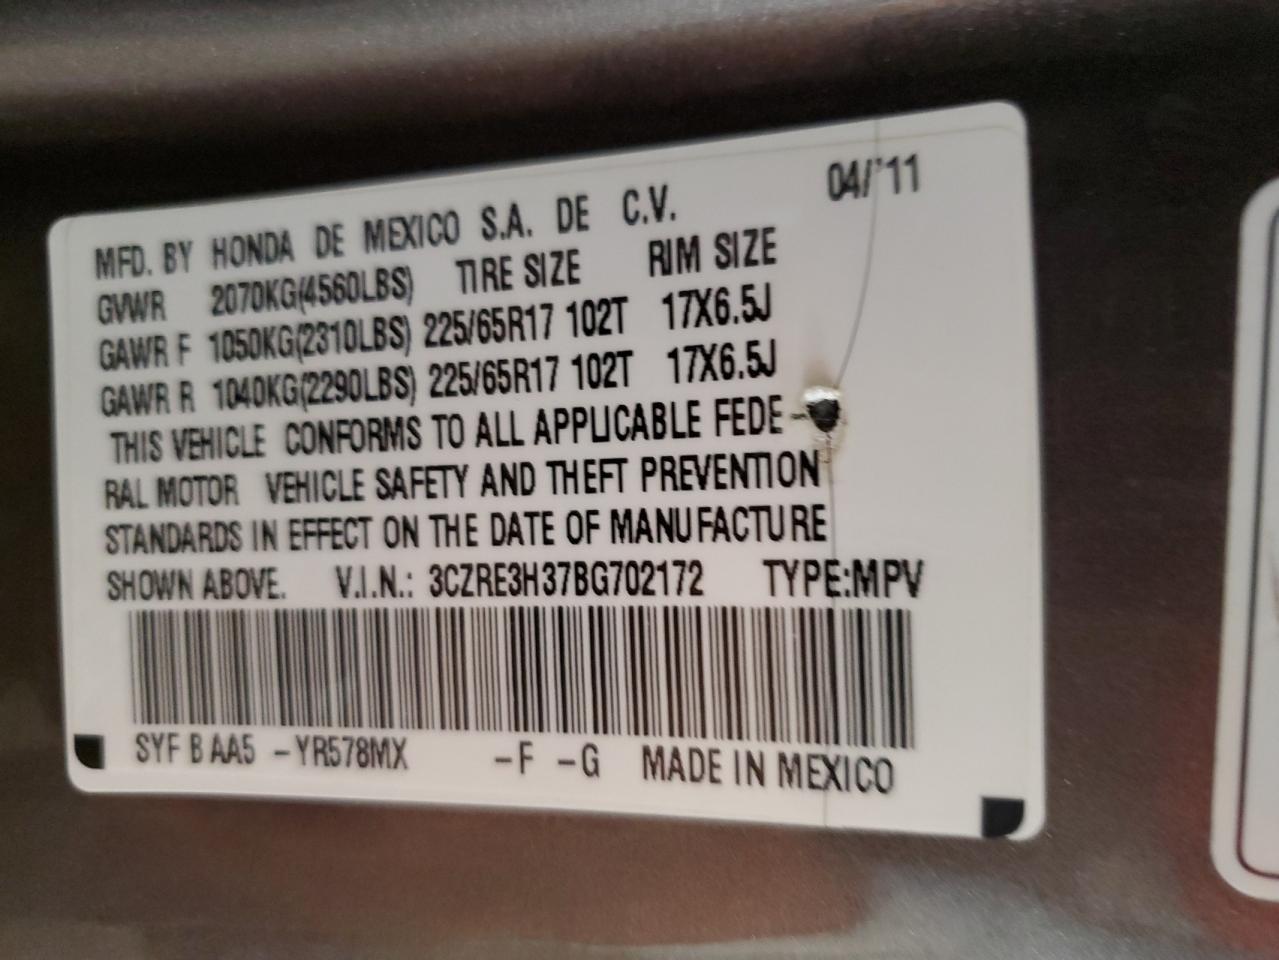 04/'11
MFD. BY HONDA DE MEXICO S.A. DE C.V.
GVWR 2070KG(4560LBS) TIRE SIZE RIM SIZE
GAWR F 1050KG(2310LBS) 225/65R17 102T 17X6.5J
GAWR R 1040KG(2290LBS) 225/65R17 102T 17X6.5J
THIS VEHICLE CONFORMS TO ALL APPLICABLE FEDE-
RAL MOTOR VEHICLE SAFETY AND THEFT PREVENTION
STANDARDS IN EFFECT ON THE DATE OF MANUFACTURE
SHOWN ABOVE. V.I.N.: 3CZRE3H37BG702172 TYPE:MPV
SYF B AA5 -YR578MX -F -G MADE IN MEXICO